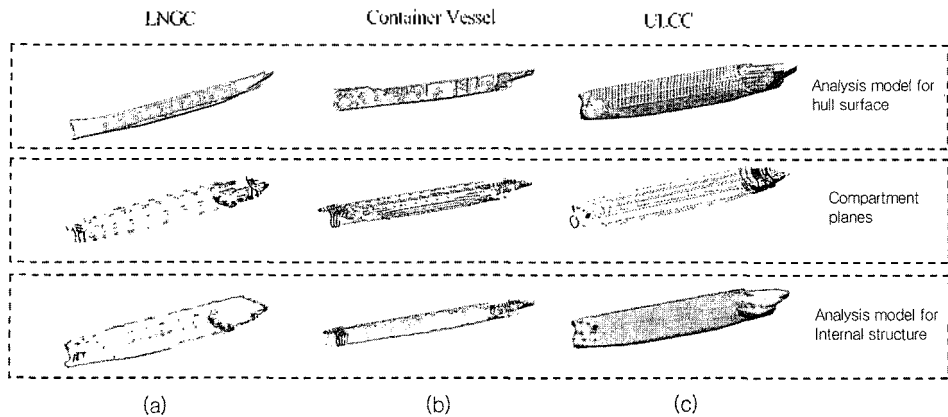 LNGC
Container Vessel
ULCC
Analysis model for
hull surface
Compartment
planes
Analysis model for
Internal structure
(a)
(b)
(c)